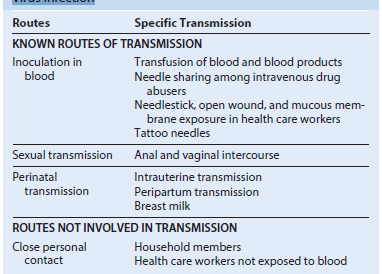 Virus Infection
Routes Specific Transmission
KNOWN ROUTES OF TRANSMISSION
Inoculation in Transfusion of blood and blood products
blood Needle sharing among intravenous drug
abusers
Needlestick, open wound, and mucous mem-
brane exposure in health care workers
Tattoo needles
Sexual transmission Anal and vaginal intercourse
Perinatal Intrauterine transmission
transmission Peripartum transmission
Breast milk
ROUTES NOT INVOLVED IN TRANSMISSION
Close personal Household members
contact Health care workers not exposed to blood